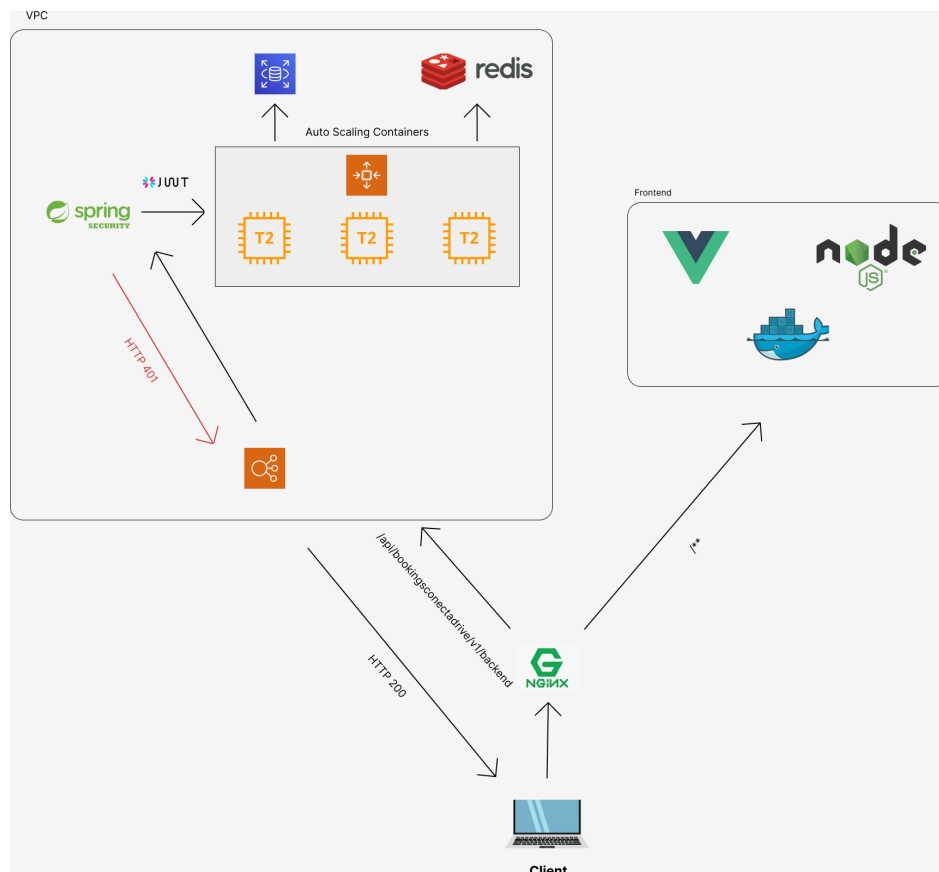 VPC
redis
Auto Scaling Containers
JWT
spring
SECURITY
T2
T2
T2
Frontend
node
JS
HTTP 401
/api/bookingsconectadrive/v1/backend
/**
HTTP 200
G
NGINX
Client